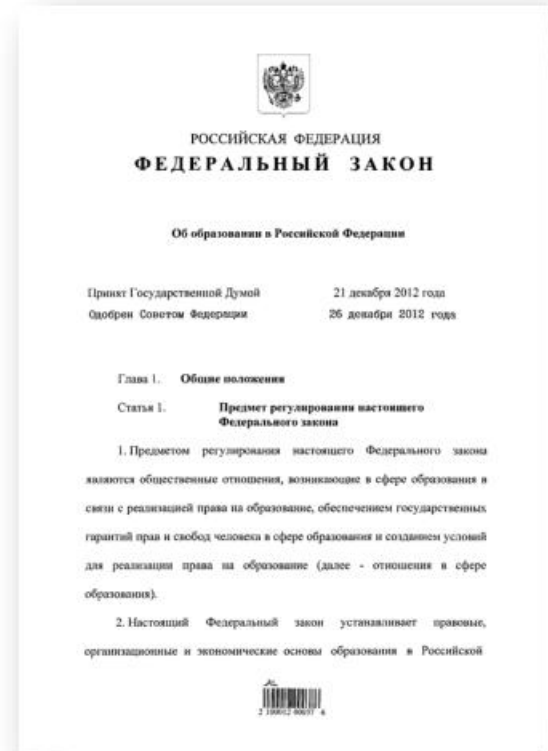 РОССИЙСКАЯ ФЕДЕРАЦИЯ
ФЕДЕРАЛЬНЫЙ ЗАКОН
Об образовании в Российской Федерации
Принят Государственной Думой 21 декабря 2012 года
Одобрен Советом Федерации 26 декабря 2012 года
Глава 1. Общие положения
Статья 1. Предмет регулирования настоящего
Федерального закона
1. Предметом регулирования настоящего Федерального закона
являются общественные отношения, возникающие в сфере образования в
связи с реализацией права на образование, обеспечением государственных
гарантий прав и свобод человека в сфере образования и созданием условий
для реализации права на образование (далее - отношения в сфере
образования).
2. Настоящий Федеральный закон устанавливает правовые,
организационные и экономические основы образования в Российской